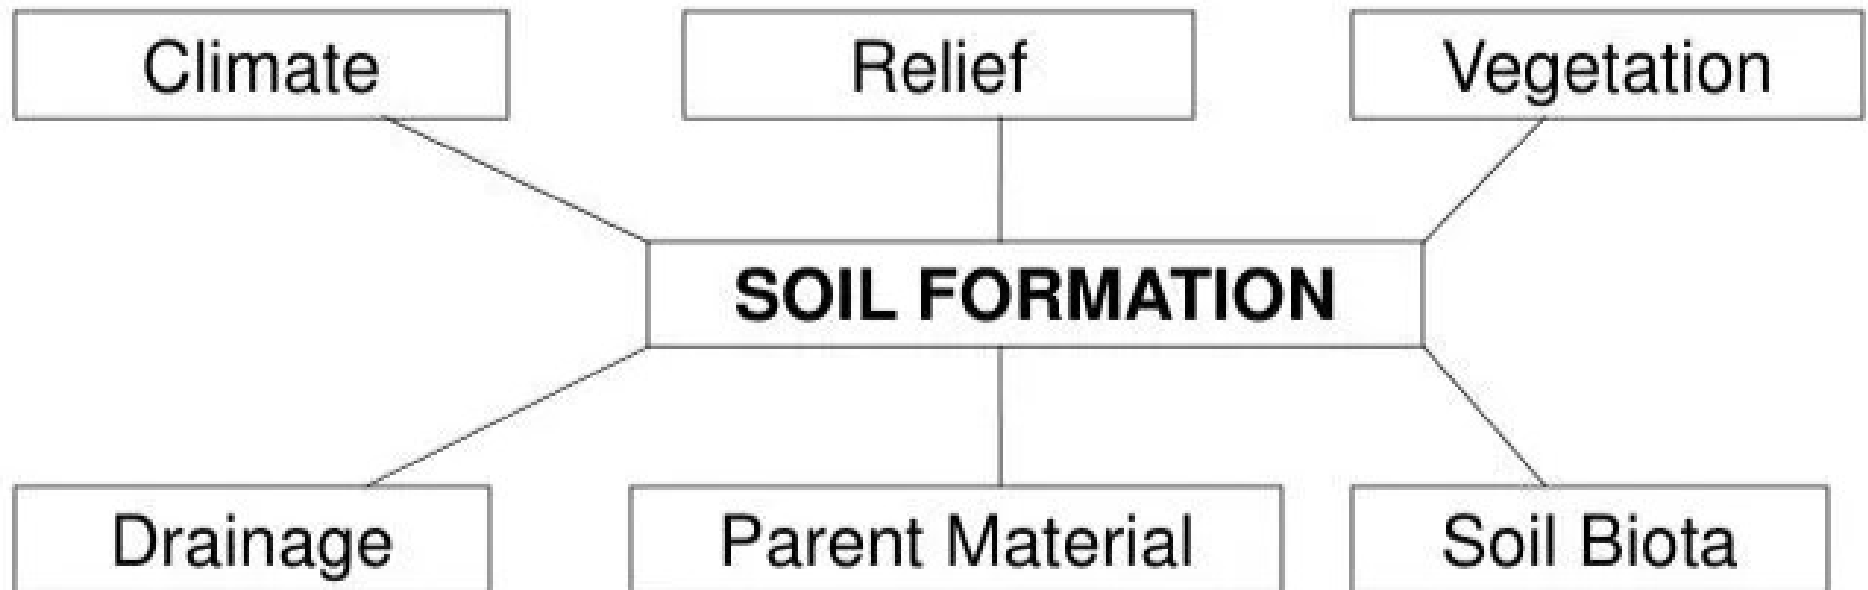 Climate
Relief
Vegetation
SOIL FORMATION
Drainage
Parent Material
Soil Biota